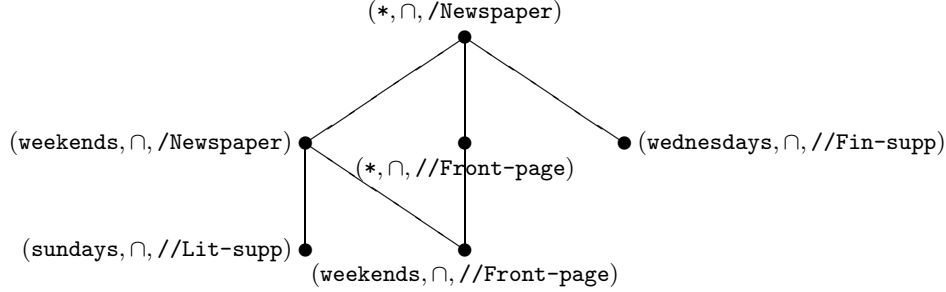 (*, ∩, /Newspaper)
(weekends, ∩, /Newspaper)
(*, ∩, //Front-page)
(wednesdays, ∩, //Fin-supp)
(sundays, ∩, //Lit-supp)
(weekends, ∩, //Front-page)